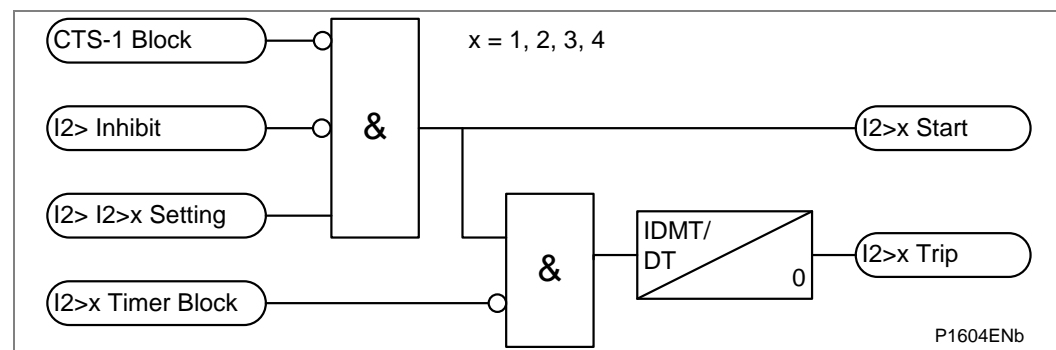 CTS-1 Block
x = 1, 2, 3, 4
I2> Inhibit
&
I2>x Start
I2> I2>x Setting
IDMT/
DT
0
&
I2>x Trip
I2>x Timer Block
P1604ENb